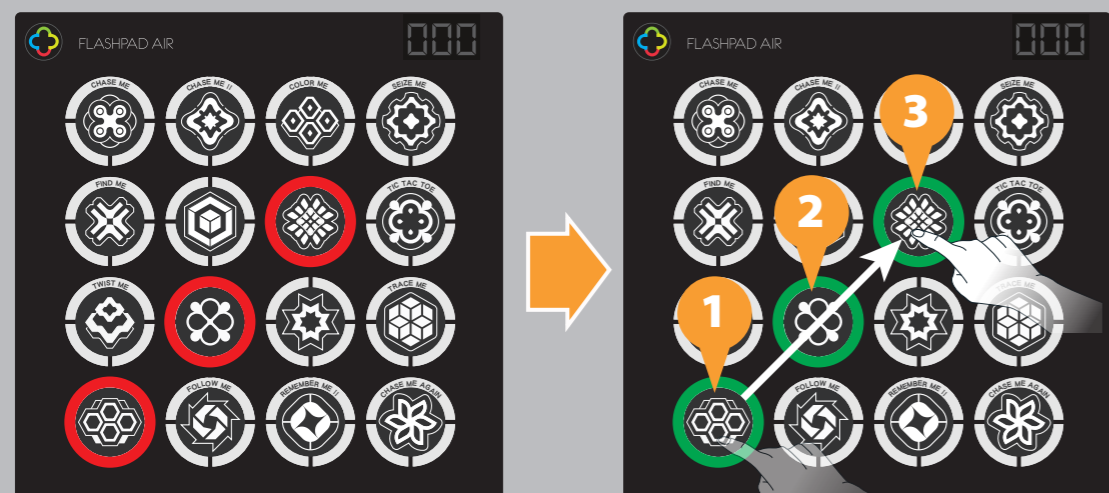 FLASHPAD AIR 000
CHASE ME CHASE ME II COLOR ME SEIZE ME
FIND ME TIC TAC TOE
TWIST ME TRACE ME
FOLLOW ME REMEMBER ME !! CHASE ME AGAIN
FLASHPAD AIR 000
CHASE ME CHASE ME II 3 SEIZE ME
FIND ME 2 TIC TAC TOE
1 TRACE ME
FOLLOW ME REMEMBER ME !! CHASE ME AGAIN